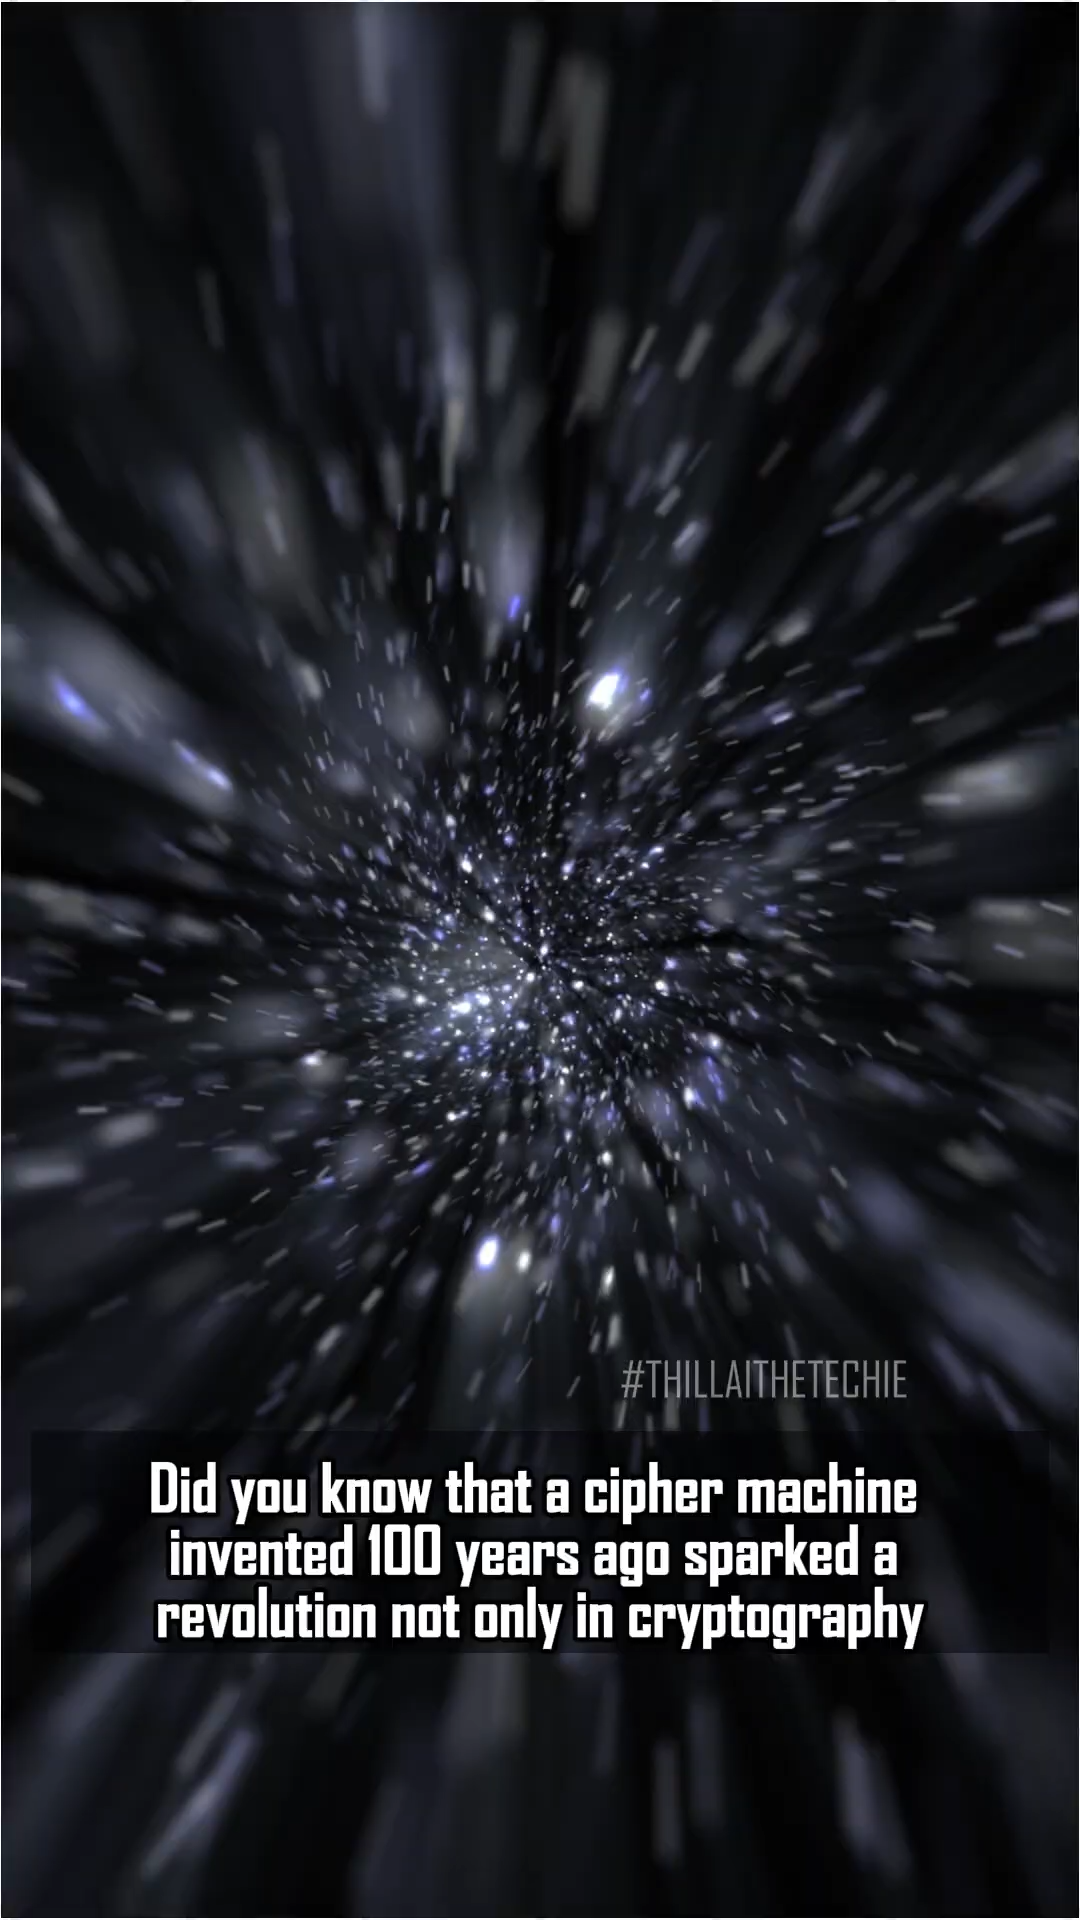 #THILLAITHETECHIE
Did you know that a cipher machine
invented 100 years ago sparked a
revolution not only in cryptography